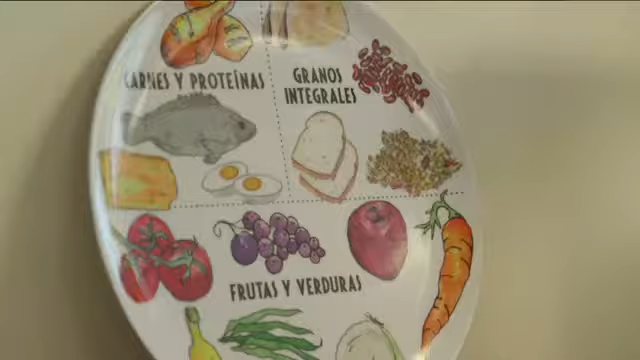 CARNES Y PROTEÍNAS
GRANOS
INTEGRALES
FRUTAS Y VERDURAS